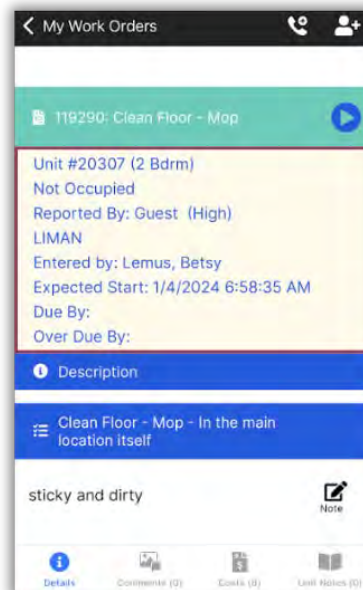 My Work Orders
119290: Clean Floor - Mop
Unit #20307 (2 Bdrm)
Not Occupied
Reported By: Guest (High)
LIMAN
Entered by: Lemus, Betsy
Expected Start: 1/4/2024 6:58:35 AM
Due By:
Over Due By:
Description
Clean Floor - Mop - In the main
location itself
sticky and dirty
Note
Details Comments (0) Costs (0) Unit Notes (0)